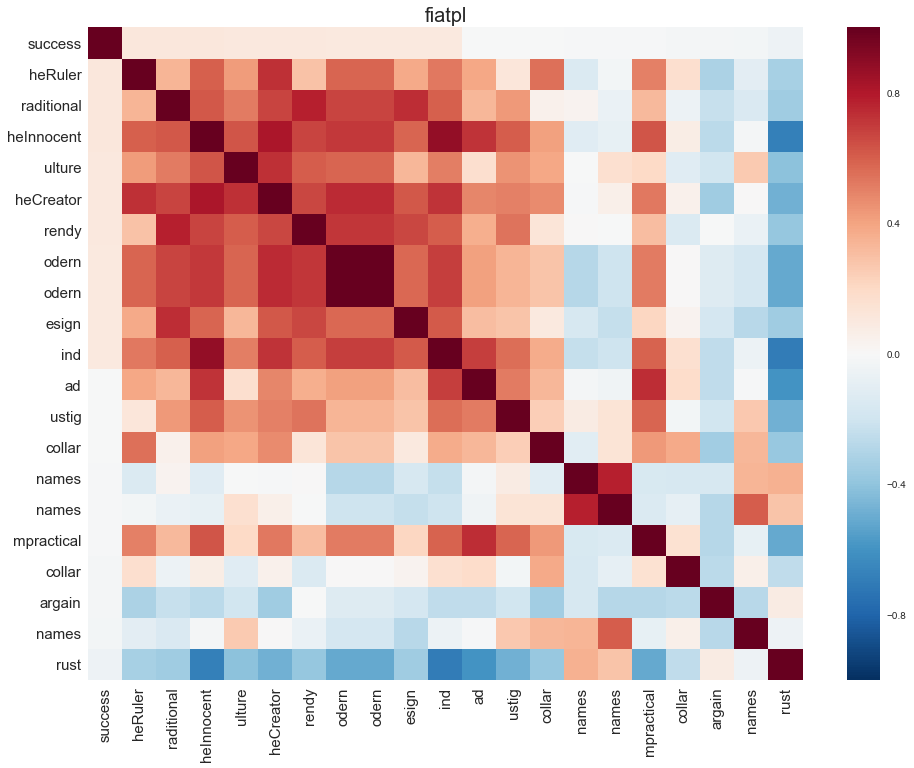 fiatpl
success
heRuler
raditional
heInnocent
ulture
heCreator
rendy
odern
odern
esign
ind
ad
ustig
collar
names
names
mpractical
collar
argain
names
rust
success
heRuler
raditional
heInnocent
ulture
heCreator
rendy
odern
odern
esign
ind
ad
ustig
collar
names
names
mpractical
collar
argain
names
rust
0.8
0.4
0.0
−0.4
−0.8